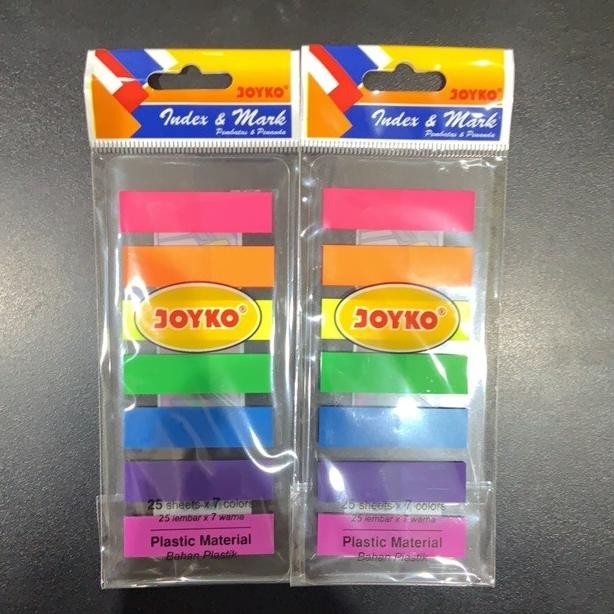 JOYKO®
Index & Mark
Pembatas & Penanda
JOYKO®
25 sheets x 7 colors
25 lembar x 7 warna
Plastic Material
Bahan Plastik
JOYKO®
Index & Mark
Pembatas & Penanda
JOYKO®
25 sheets x 7 colors
25 lembar x 7 warna
Plastic Material
Bahan Plastik